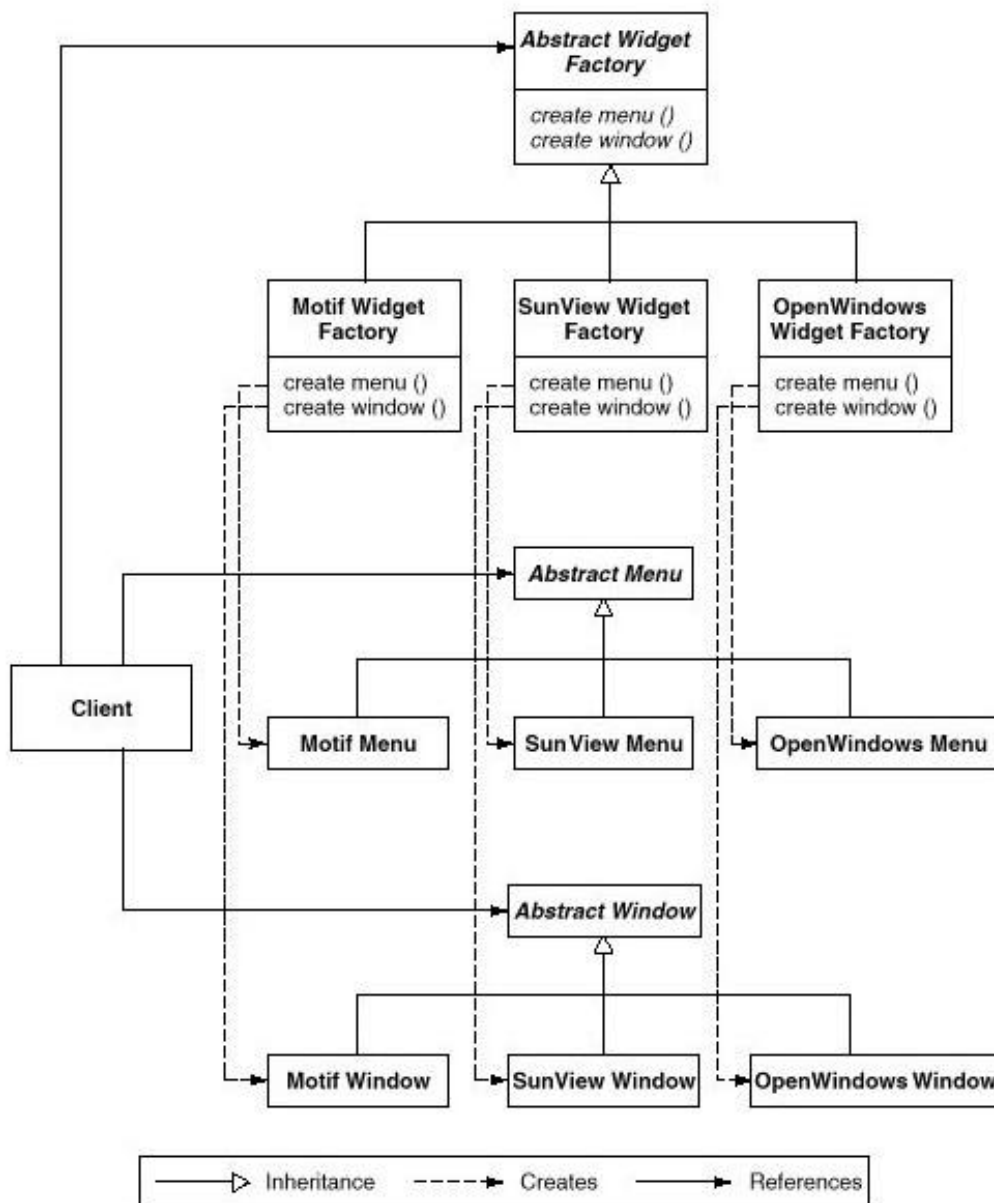 Abstract Widget
Factory
create menu ()
create window ()
Motif Widget
Factory
create menu ()
create window ()
SunView Widget
Factory
create menu ()
create window ()
OpenWindows
Widget Factory
create menu ()
create window ()
Abstract Menu
Client
Motif Menu
SunView Menu
OpenWindows Menu
Abstract Window
Motif Window
SunView Window
OpenWindows Window
Inheritance
Creates
References